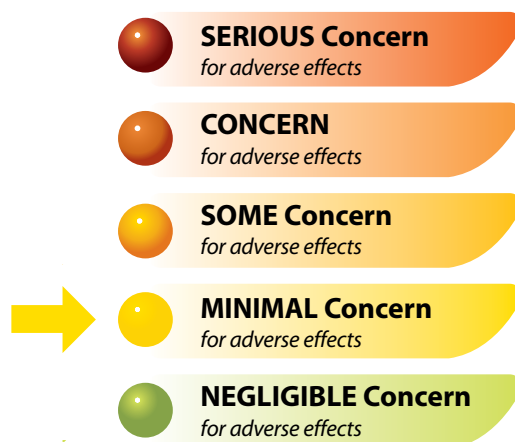 SERIOUS Concern
for adverse effects
CONCERN
for adverse effects
SOME Concern
for adverse effects
MINIMAL Concern
for adverse effects
NEGLIGIBLE Concern
for adverse effects